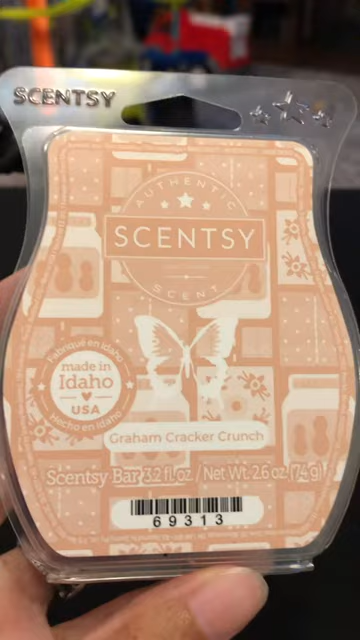 SCENTSY
AUTHENTIC
SCENTSY
SCENT
Fabriqué en Idaho
made in
Idaho
USA
Hecho en Idaho
Graham Cracker Crunch
Scentsy Bar 3.2 fl. oz. / Net Wt. 2.6 oz. (74 g)
69313